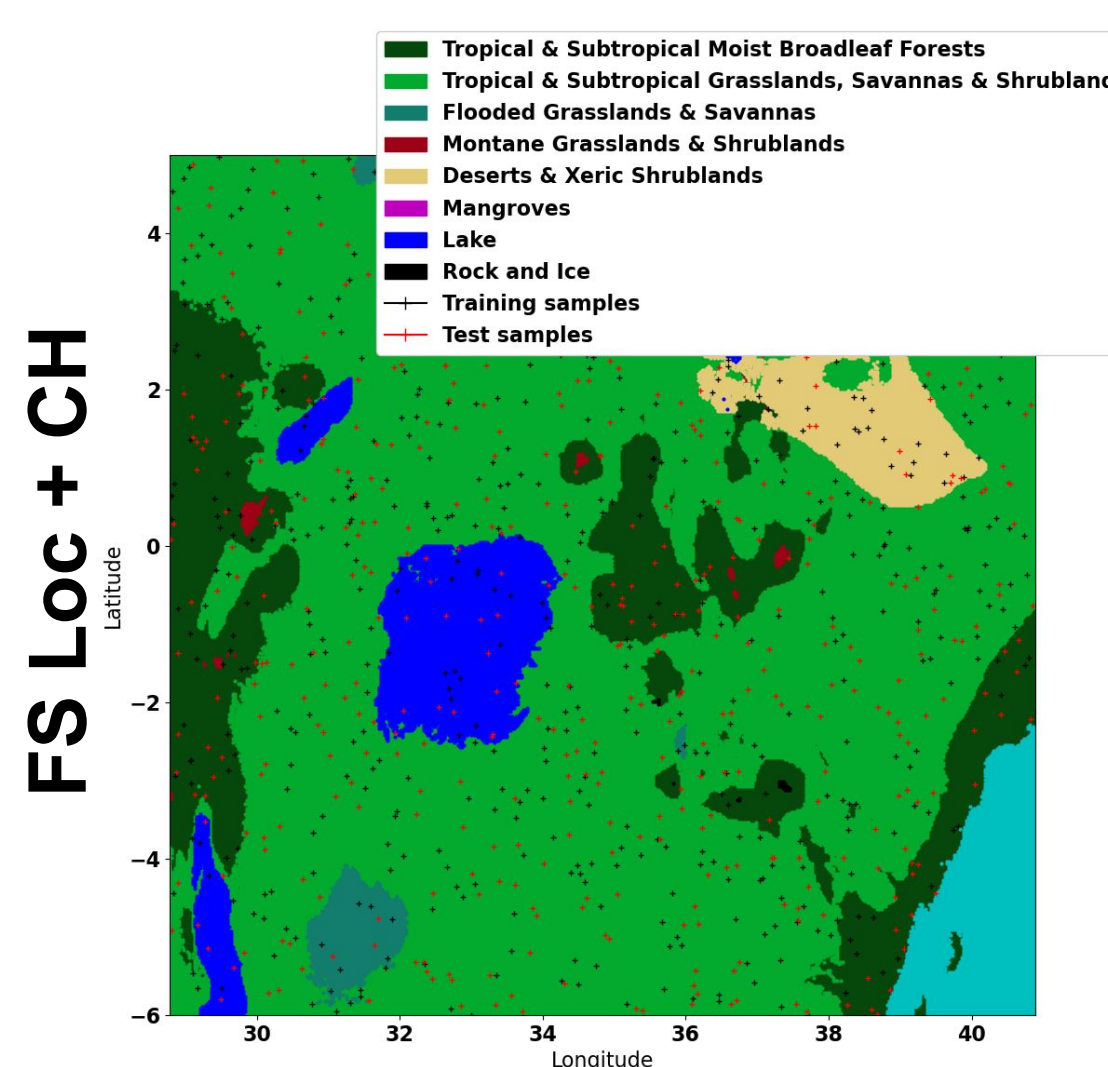 Tropical & Subtropical Moist Broadleaf Forests
Tropical & Subtropical Grasslands, Savannas & Shrubland
Flooded Grasslands & Savannas
Montane Grasslands & Shrublands
Deserts & Xeric Shrublands
Mangroves
Lake
Rock and Ice
Training samples
Test samples
FS Loc + CH
Latitude
4
2
0
−2
−4
−6
30
32
34
36
38
40
Longitude